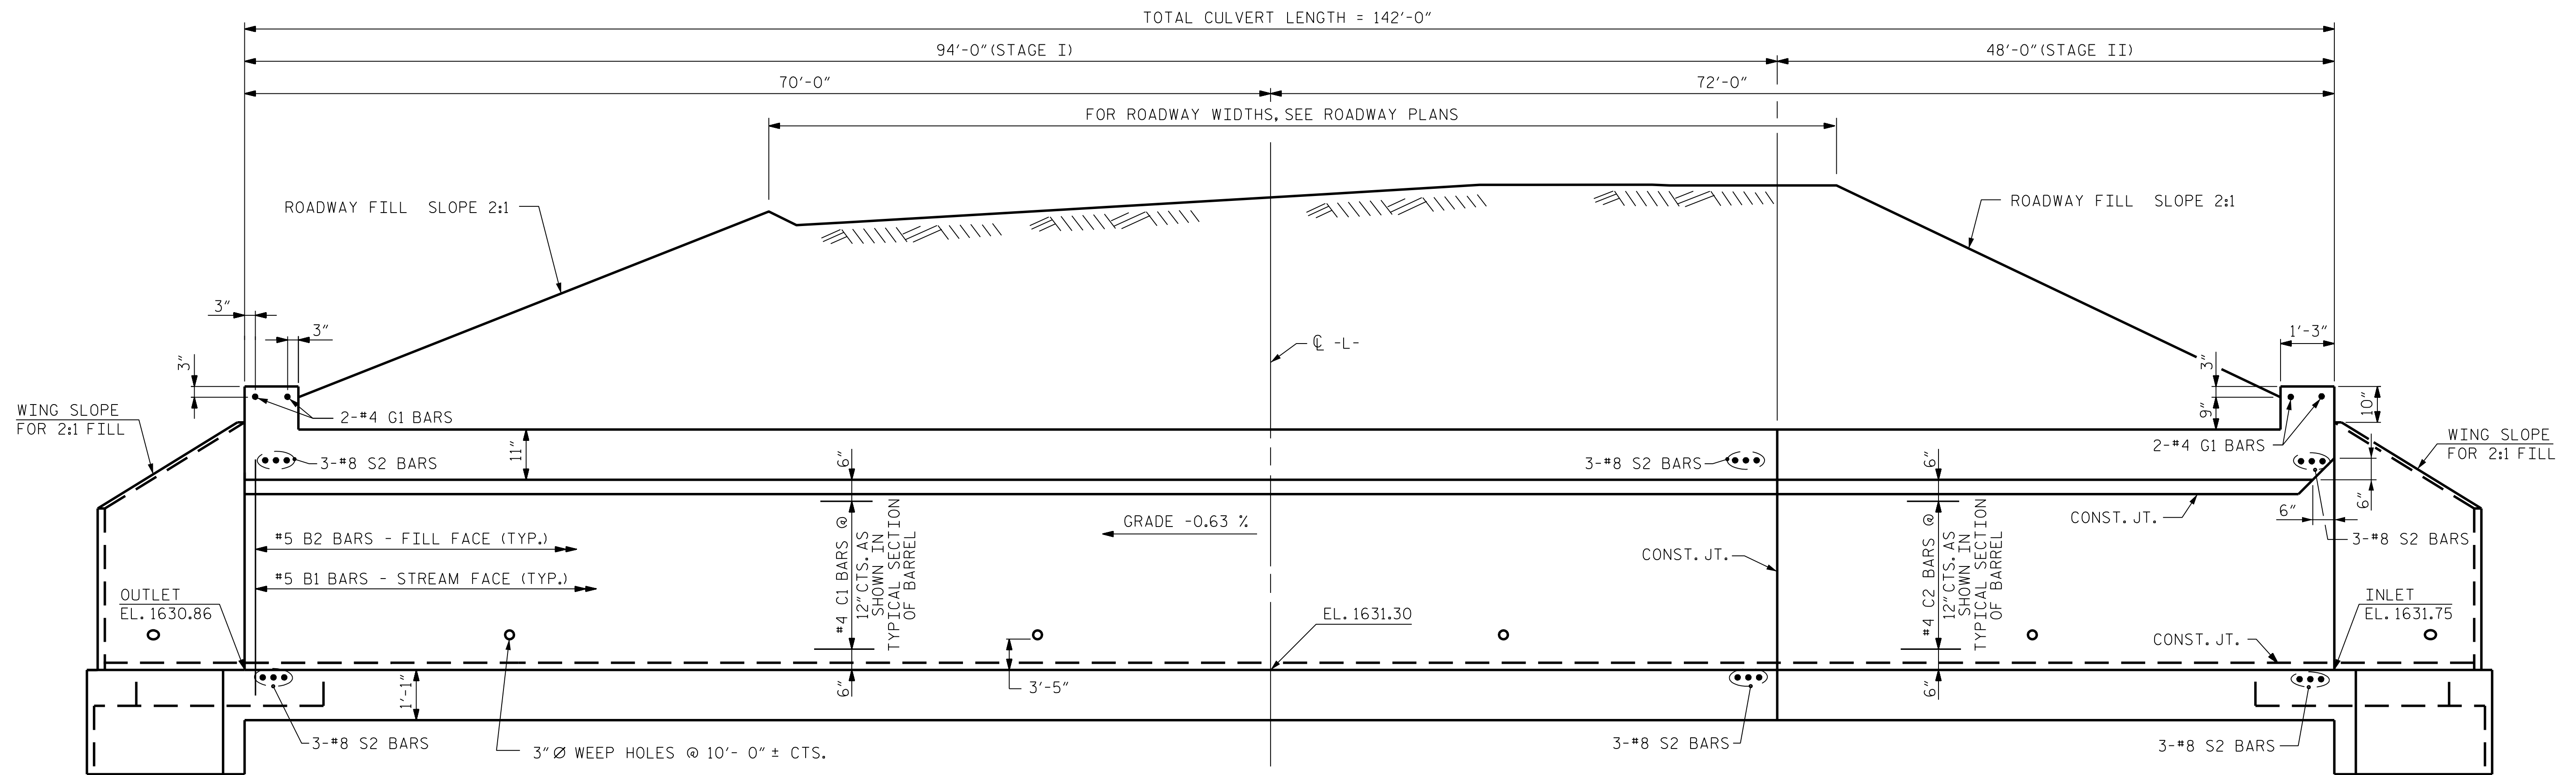 TOTAL CULVERT LENGTH = 142'-0"
94'-0"(STAGE I)
48'-0"(STAGE II)
70'-0"
72'-0"
FOR ROADWAY WIDTHS, SEE ROADWAY PLANS
ROADWAY FILL SLOPE 2:1
ROADWAY FILL SLOPE 2:1
3"
3"
3"
℄ -L-
1'-3"
3"
9"
10"
WING SLOPE
FOR 2:1 FILL
2-#4 G1 BARS
2-#4 G1 BARS
WING SLOPE
FOR 2:1 FILL
11"
3-#8 S2 BARS
6"
3-#8 S2 BARS
6"
6"
6"
GRADE -0.63 %
CONST. JT.
3-#8 S2 BARS
#5 B2 BARS - FILL FACE (TYP.)
#5 B1 BARS - STREAM FACE (TYP.)
#4 C1 BARS @
12" CTS. AS
SHOWN IN
TYPICAL SECTION
OF BARREL
CONST. JT.
#4 C2 BARS @
12" CTS. AS
SHOWN IN
TYPICAL SECTION
OF BARREL
OUTLET
EL. 1630.86
EL. 1631.30
INLET
EL. 1631.75
CONST. JT.
1'-1"
6"
3'-5"
6"
3-#8 S2 BARS
3" Ø WEEP HOLES @ 10'- 0" ± CTS.
3-#8 S2 BARS
3-#8 S2 BARS